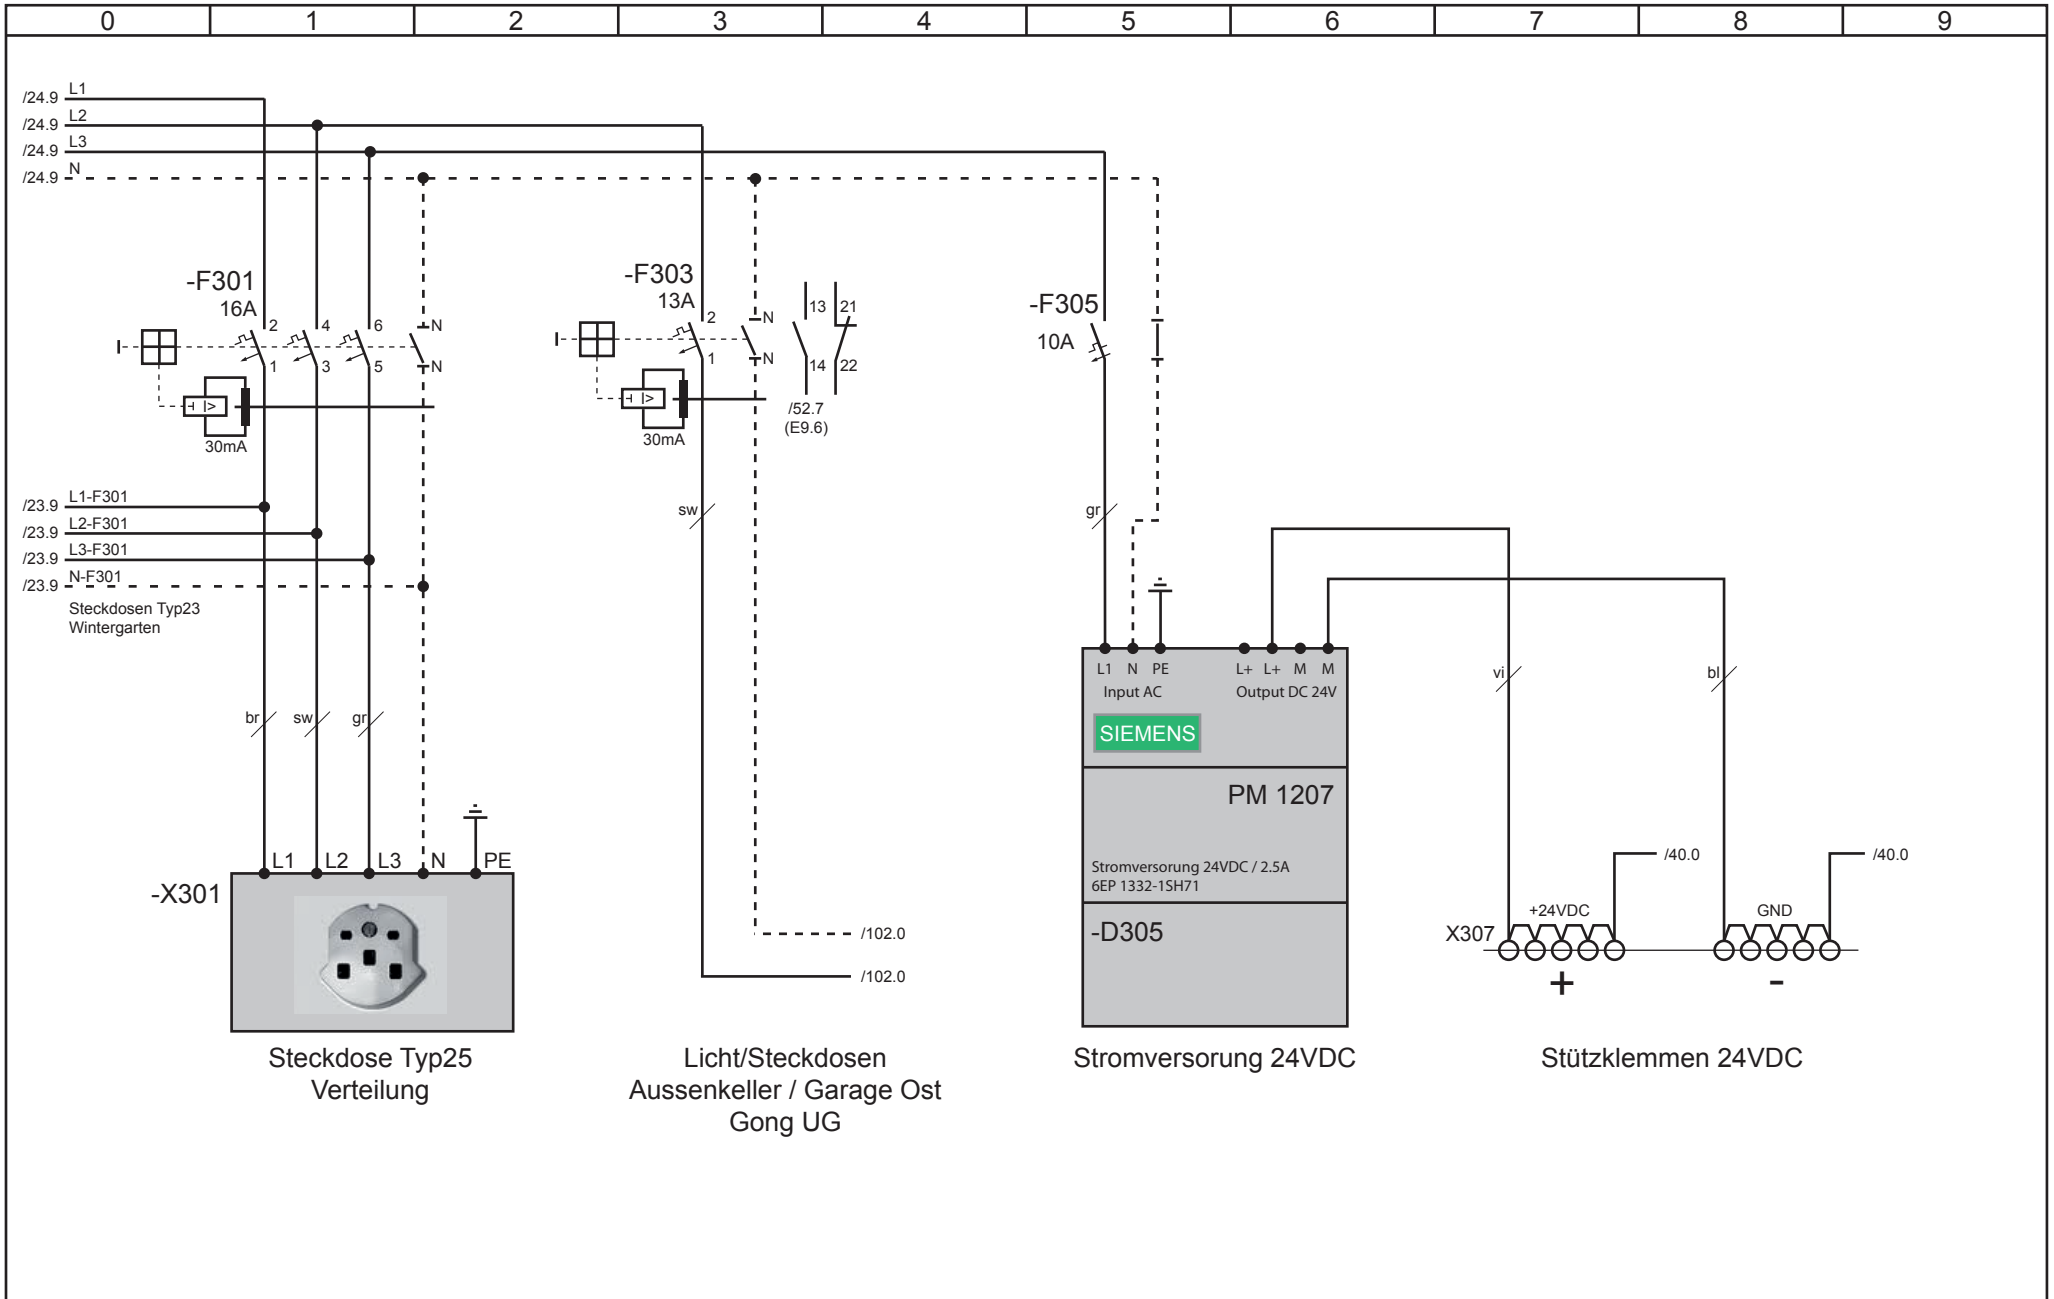 0 1 2 3 4 5 6 7 8 9
/24.9 L1
/24.9 L2
/24.9 L3
/24.9 N
-F301
16A
2 4 6 N
1 3 5 N
I>
30mA
-F303
13A
2 N
1 N
I>
30mA
13 21
14 22
/52.7
(E9.6)
-F305
10A
/23.9 L1-F301
/23.9 L2-F301
/23.9 L3-F301
/23.9 N-F301
Steckdosen Typ23
Wintergarten
sw
gr
br sw gr
L1 L2 L3 N PE
-X301
Steckdose Typ25
Verteilung
/102.0
/102.0
Licht/Steckdosen
Aussenkeller / Garage Ost
Gong UG
L1 N PE L+ L+ M M
Input AC Output DC 24V
SIEMENS
PM 1207
Stromversorung 24VDC / 2.5A
6EP 1332-1SH71
-D305
Stromversorung 24VDC
vi bl
/40.0 /40.0
+24VDC GND
X307
+ -
Stützklemmen 24VDC